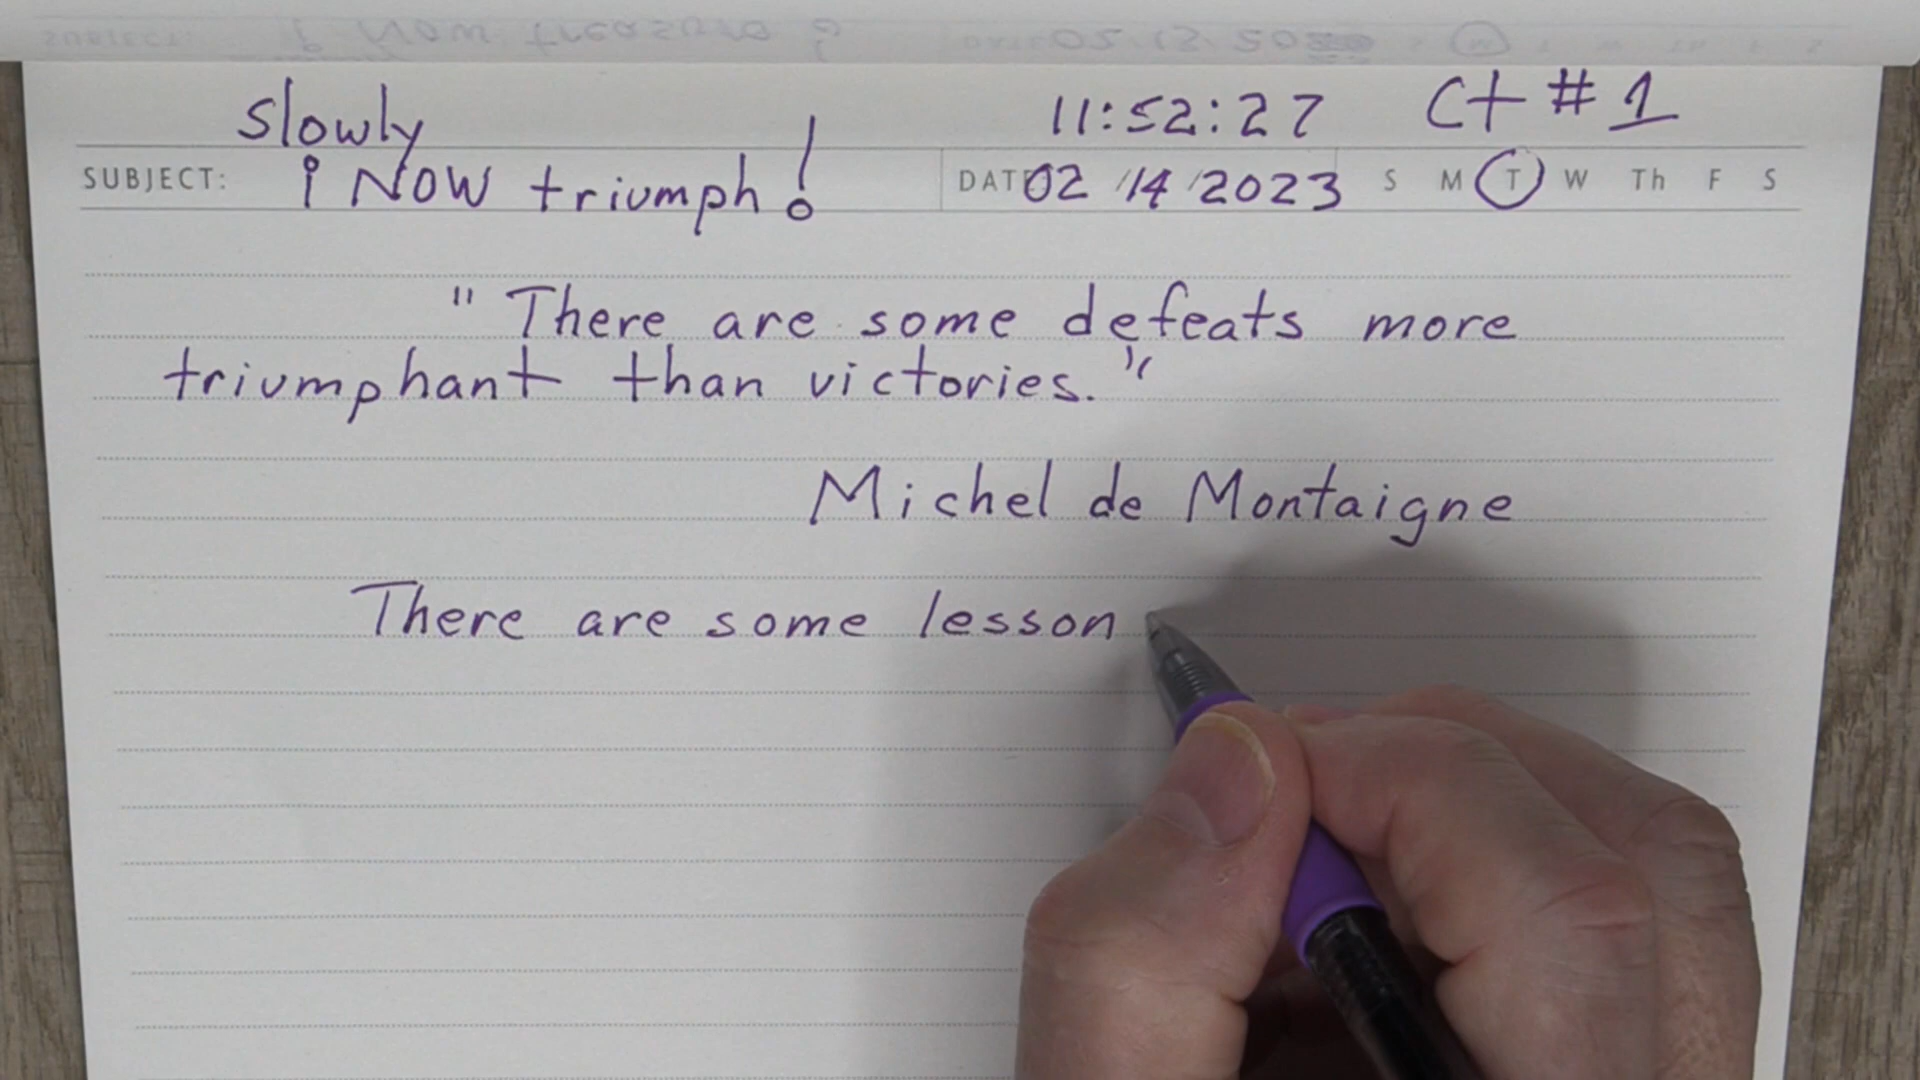 slowly 11:52:27 Ct # 1
SUBJECT: ¡ NOW triumph! DATE 02/14/2023 S M T W Th F S
"There are some defeats more
triumphant than victories."
Michel de Montaigne
There are some lesson